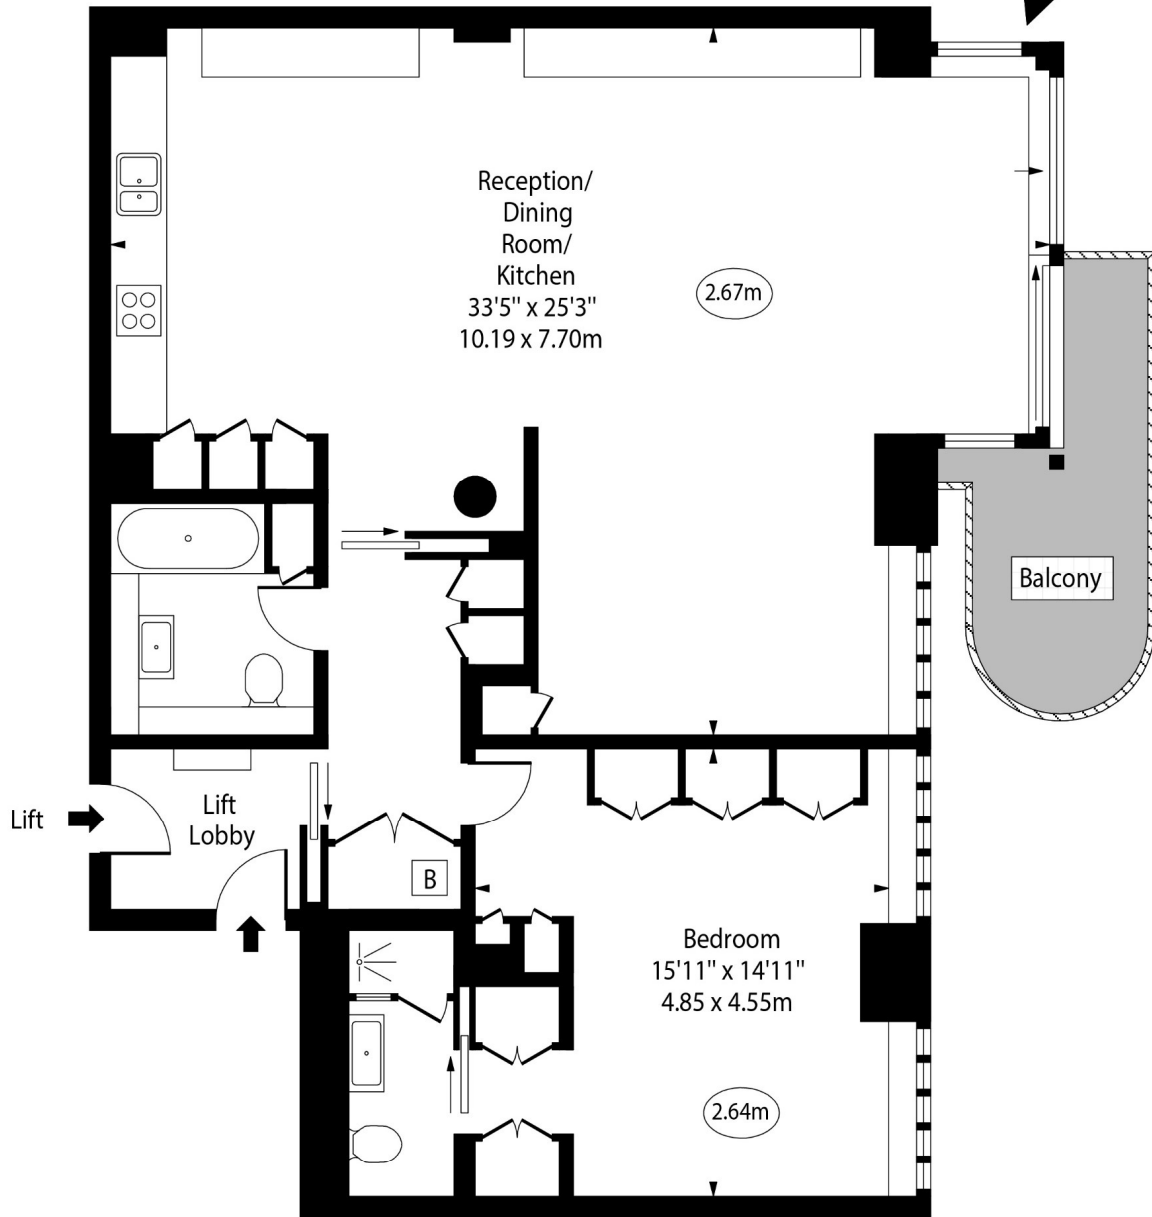 Reception/
Dining
Room/
Kitchen
33'5" x 25'3"
10.19 x 7.70m
2.67m
Balcony
Lift
Lift
Lobby
B
Bedroom
15'11" x 14'11"
4.85 x 4.55m
2.64m